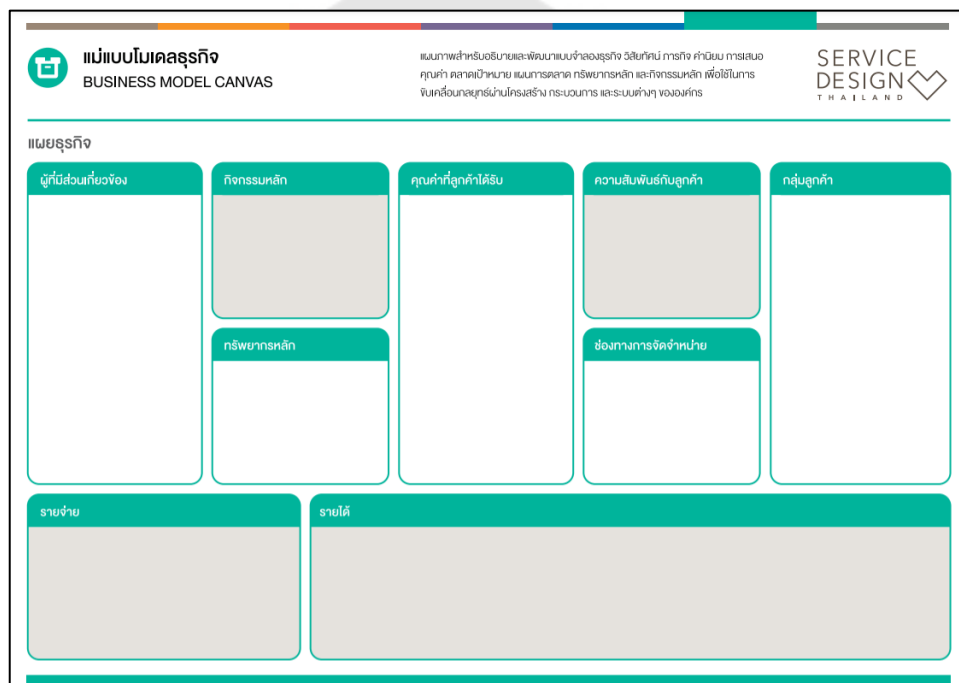 แม่แบบโมเดลธุรกิจ
BUSINESS MODEL CANVAS
แผนภาพสำหรับอธิบายและพัฒนาแบบจำลองธุรกิจ วิสัยทัศน์ ภารกิจ ค่านิยม การเสนอ
คุณค่า ตลาดเป้าหมาย แผนการตลาด ทรัพยากรหลัก และกิจกรรมหลัก เพื่อใช้ในการ
ขับเคลื่อนกลยุทธ์ผ่านโครงสร้าง กระบวนการ และระบบต่างๆ ขององค์กร
SERVICE
DESIGN
THAILAND
แผยธุรกิจ
ผู้ที่มีส่วนเกี่ยวข้อง
กิจกรรมหลัก
คุณค่าที่ลูกค้าได้รับ
ความสัมพันธ์กับลูกค้า
กลุ่มลูกค้า
ทรัพยากรหลัก
ช่องทางการจัดจำหน่าย
รายจ่าย
รายได้